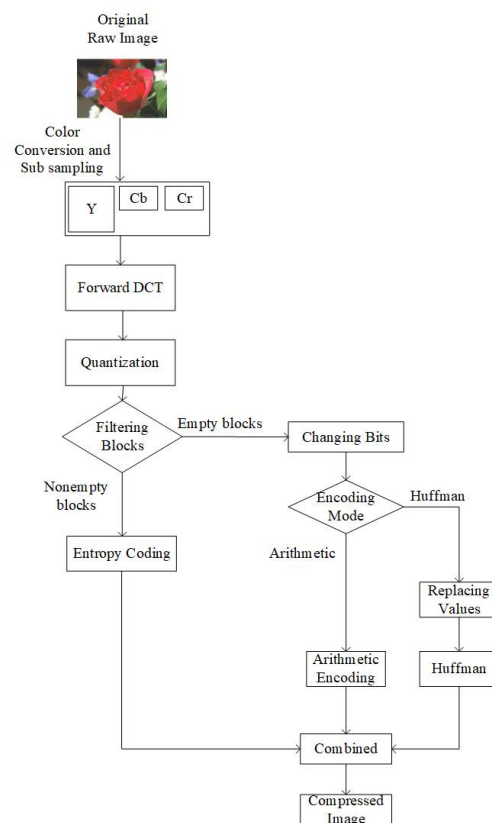 Original
Raw Image
Color
Conversion and
Sub sampling
Y
Cb
Cr
Forward DCT
Quantization
Filtering
Blocks
Empty blocks
Changing Bits
Nonempty
blocks
Encoding
Mode
Huffman
Arithmetic
Entropy Coding
Replacing
Values
Arithmetic
Encoding
Huffman
Combined
Compressed
Image